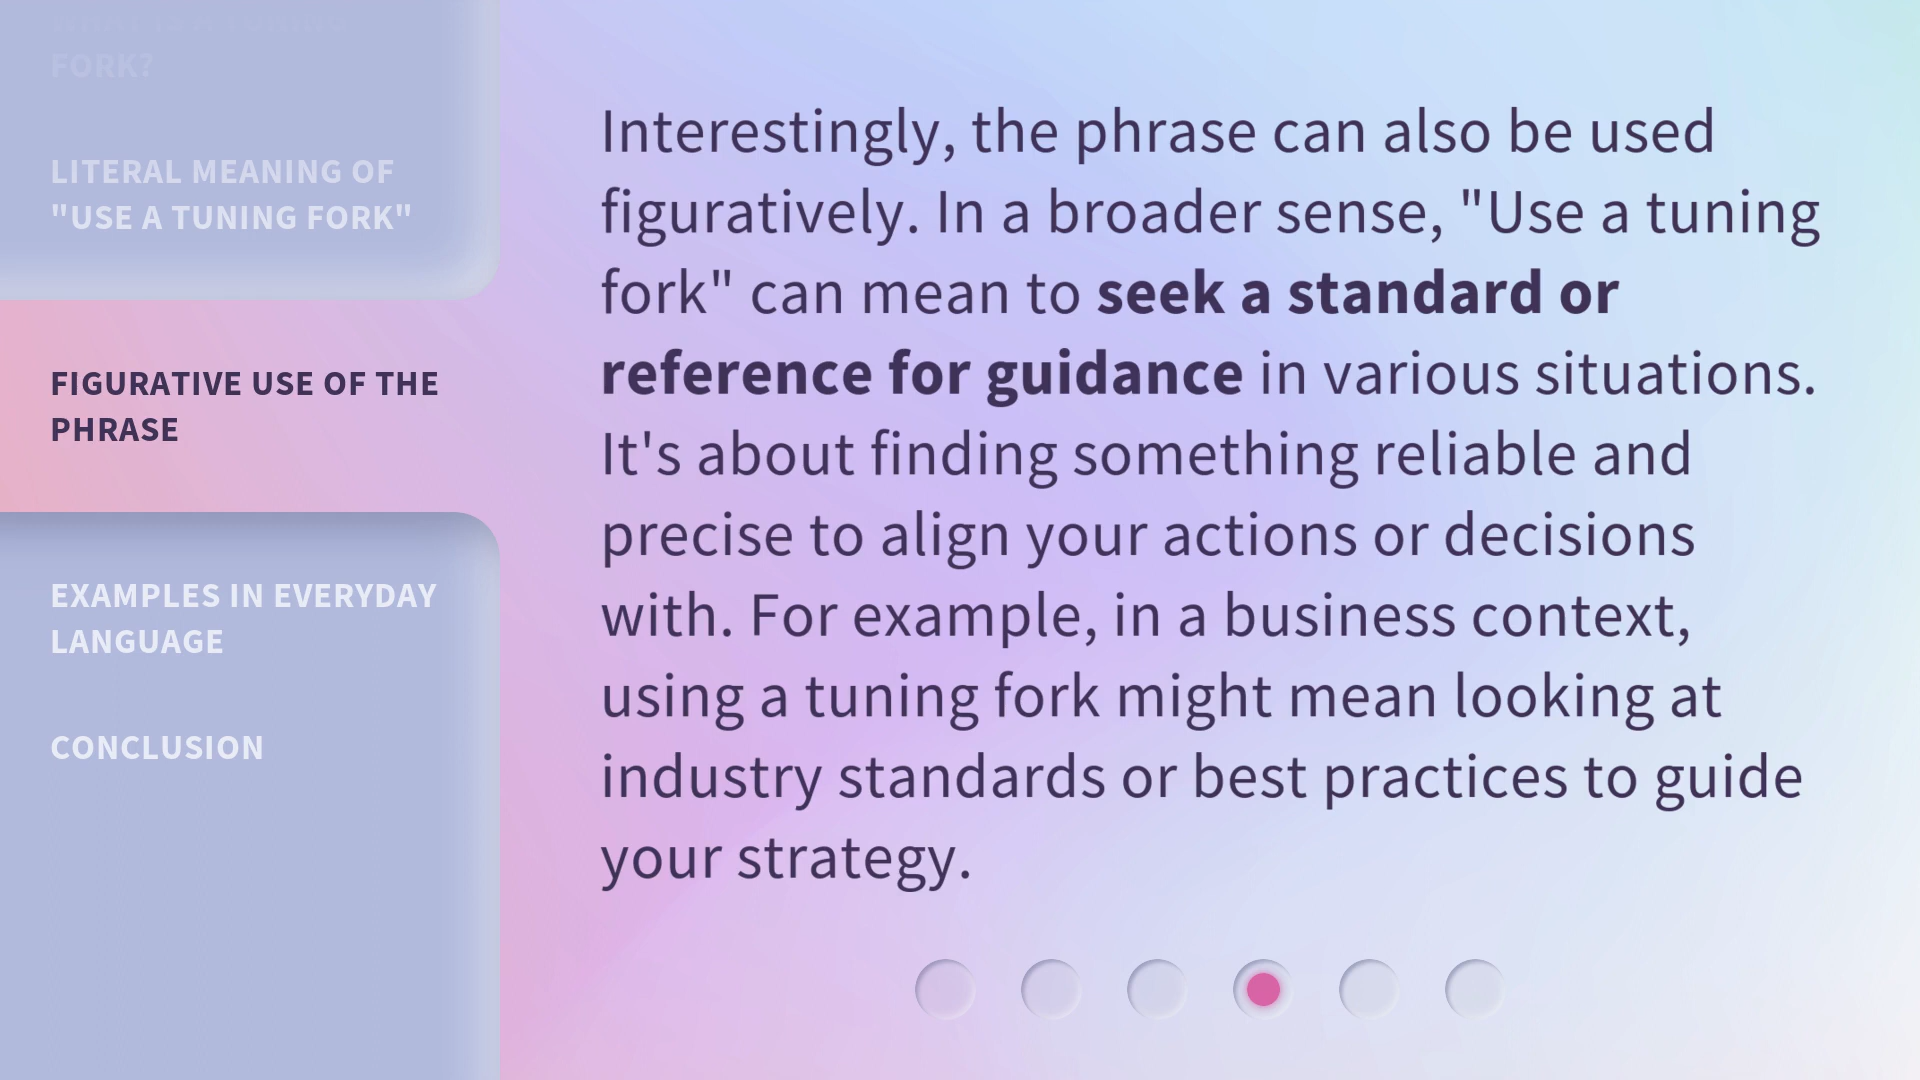 FORK?
LITERAL MEANING OF
"USE A TUNING FORK"
FIGURATIVE USE OF THE
PHRASE
EXAMPLES IN EVERYDAY
LANGUAGE
CONCLUSION
Interestingly, the phrase can also be used
figuratively. In a broader sense, "Use a tuning
fork" can mean to seek a standard or
reference for guidance in various situations.
It's about finding something reliable and
precise to align your actions or decisions
with. For example, in a business context,
using a tuning fork might mean looking at
industry standards or best practices to guide
your strategy.